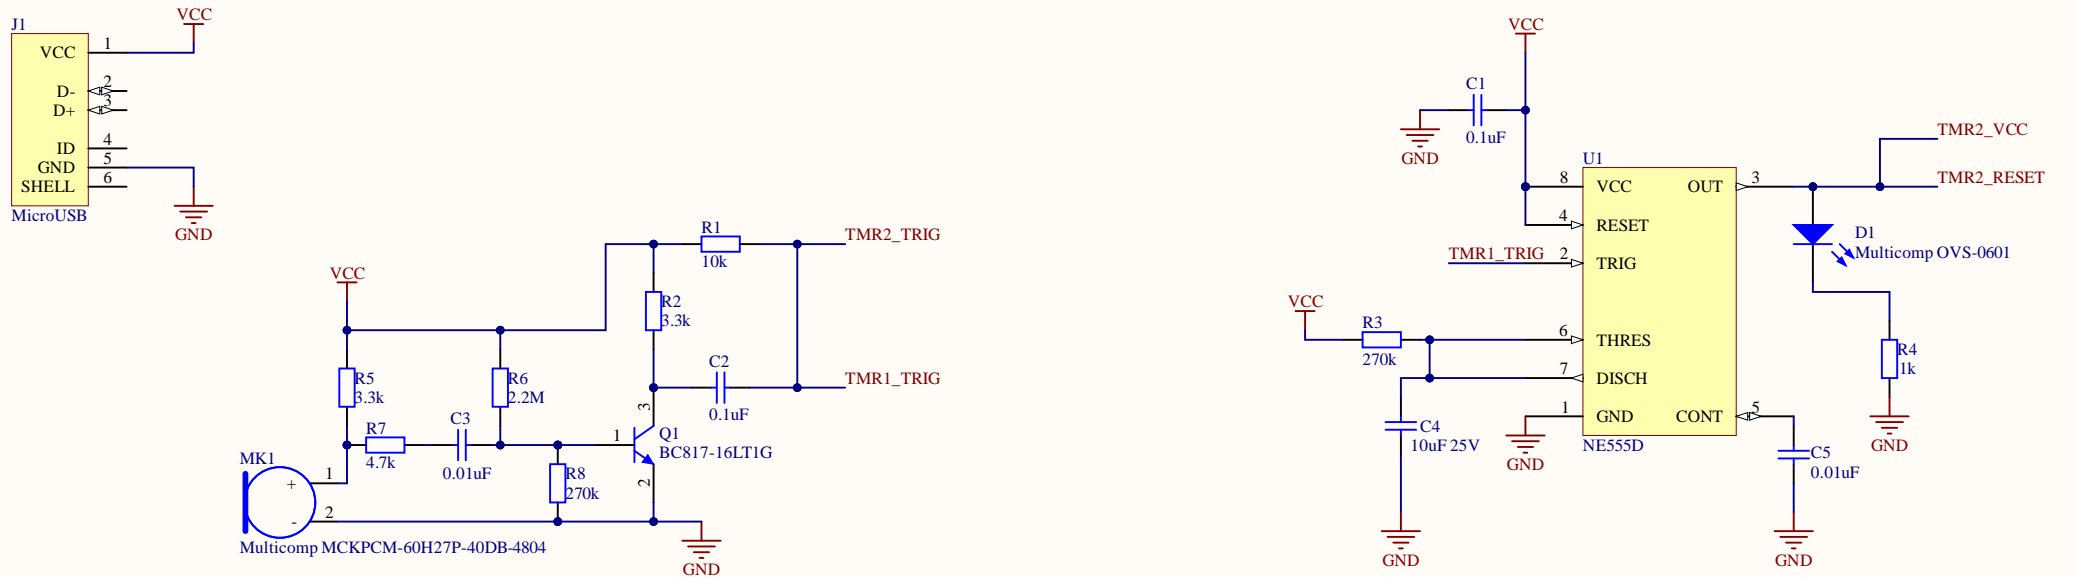 J1
VCC
VCC 1
D- 2
D+ 3
ID 4
GND 5
SHELL 6
MicroUSB
GND
VCC
R5
3.3k
R6
2.2M
R7
4.7k
C3
0.01uF
R8
270k
MK1
+ 1
- 2
Multicomp MCKPCM-60H27P-40DB-4804
R1
10k
TMR2_TRIG
R2
3.3k
C2
0.1uF
TMR1_TRIG
3
1
2
Q1
BC817-16LT1G
GND
VCC
C1
0.1uF
GND
U1
8 VCC
4 RESET
TMR1_TRIG
2 TRIG
6 THRES
7 DISCH
1 GND
OUT 3
CONT 5
NE555D
VCC
R3
270k
C4
10uF 25V
GND
GND
TMR2_VCC
TMR2_RESET
D1
Multicomp OVS-0601
R4
1k
GND
C5
0.01uF
GND